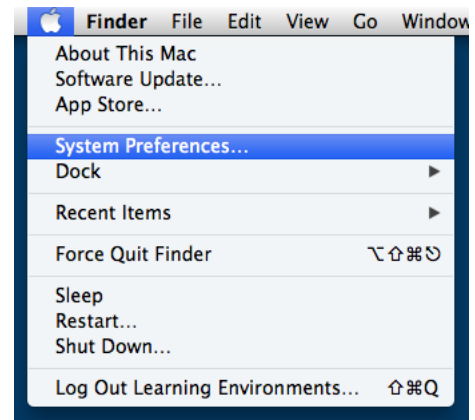 Finder File Edit View Go Window
About This Mac
Software Update...
App Store...
System Preferences...
Dock ▶
Recent Items ▶
Force Quit Finder ⌥⇧⌘⎋
Sleep
Restart...
Shut Down...
Log Out Learning Environments... ⇧⌘Q